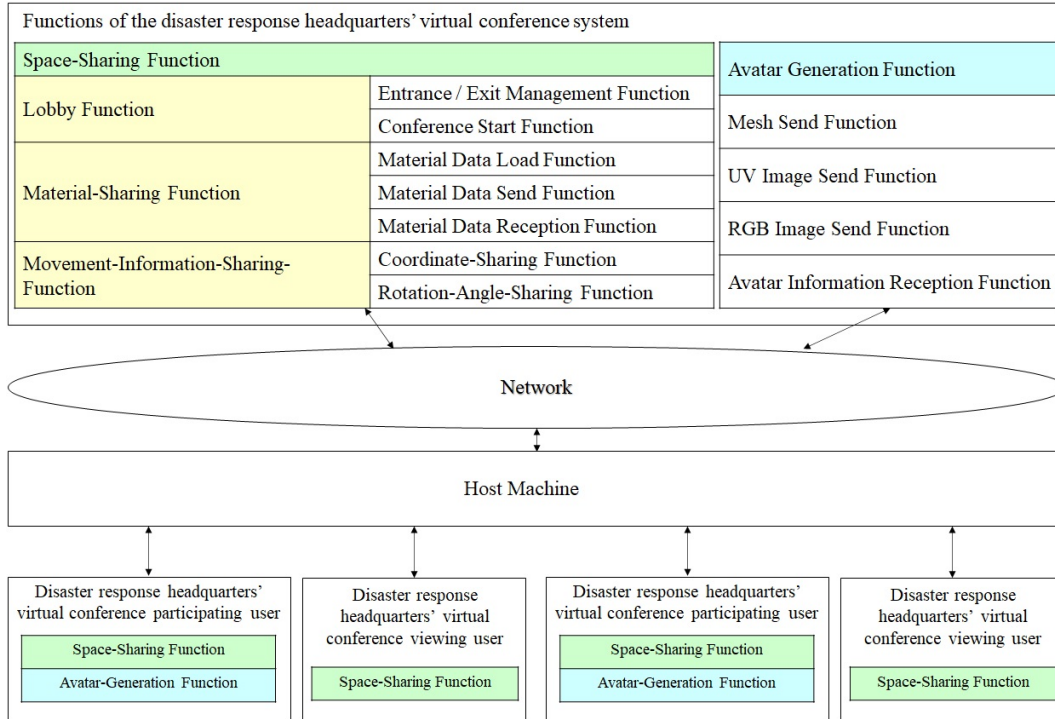 Functions of the disaster response headquarters' virtual conference system
Space-Sharing Function
Lobby Function
Entrance / Exit Management Function
Conference Start Function
Material-Sharing Function
Material Data Load Function
Material Data Send Function
Material Data Reception Function
Movement-Information-Sharing-
Function
Coordinate-Sharing Function
Rotation-Angle-Sharing Function
Avatar Generation Function
Mesh Send Function
UV Image Send Function
RGB Image Send Function
Avatar Information Reception Function
Network
Host Machine
Disaster response headquarters'
virtual conference participating user
Space-Sharing Function
Avatar-Generation Function
Disaster response
headquarters' virtual
conference viewing user
Space-Sharing Function
Disaster response headquarters'
virtual conference participating user
Space-Sharing Function
Avatar-Generation Function
Disaster response
headquarters' virtual
conference viewing user
Space-Sharing Function